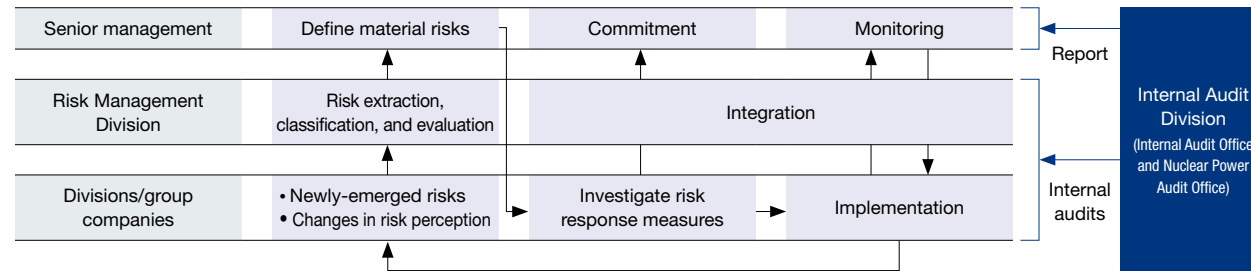 Senior management
Define material risks
Commitment
Monitoring
Report
Risk Management
Division
Risk extraction,
classification, and evaluation
Integration
Internal Audit
Division
(Internal Audit Office
and Nuclear Power
Audit Office)
Divisions/group
companies
• Newly-emerged risks
• Changes in risk perception
Investigate risk
response measures
Implementation
Internal
audits